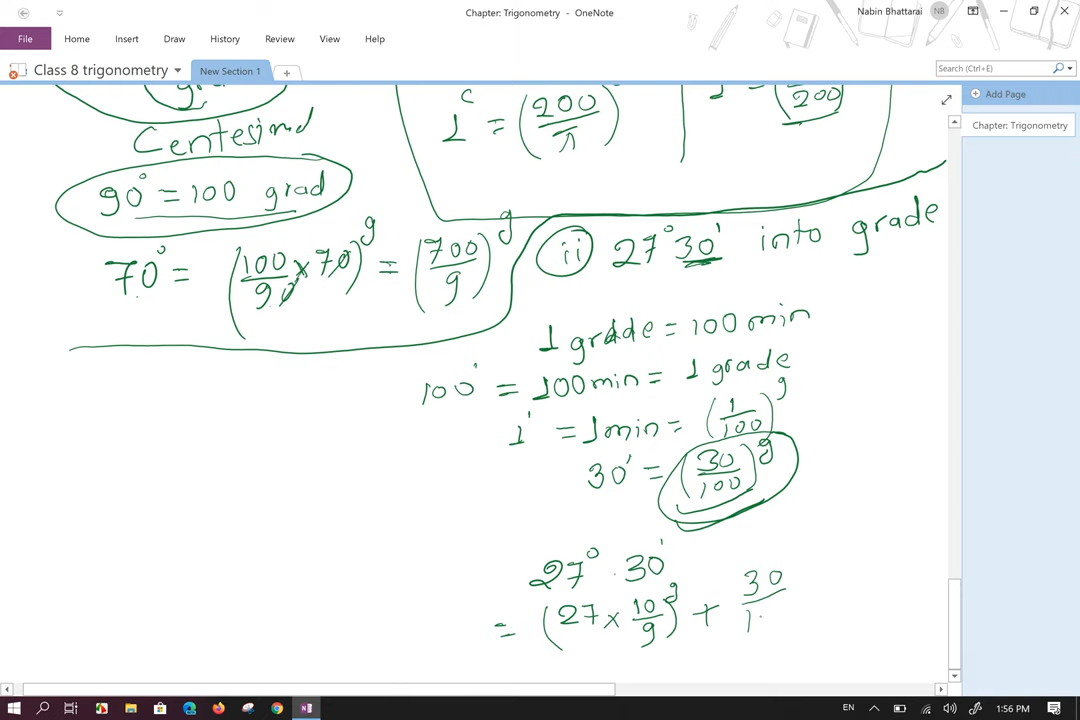 Chapter: Trigonometry - OneNote
Nabin Bhattarai NB
File Home Insert Draw History Review View Help
Class 8 trigonometry New Section 1
Search (Ctrl+E)
Add Page
Chapter: Trigonometry
1ᶜ = (200/π)
200
90° = 100 grad
70° = (100/90 × 70)ᵍ = (700/9)ᵍ
ii 27° 30' into grade
1 grade = 100 min
100' = 100 min = 1 grade
1' = 1 min = (1/100)ᵍ
30' = (30/100)ᵍ
27° 30'
= (27 × 10/9)ᵍ + 30/1
EN 1:56 PM